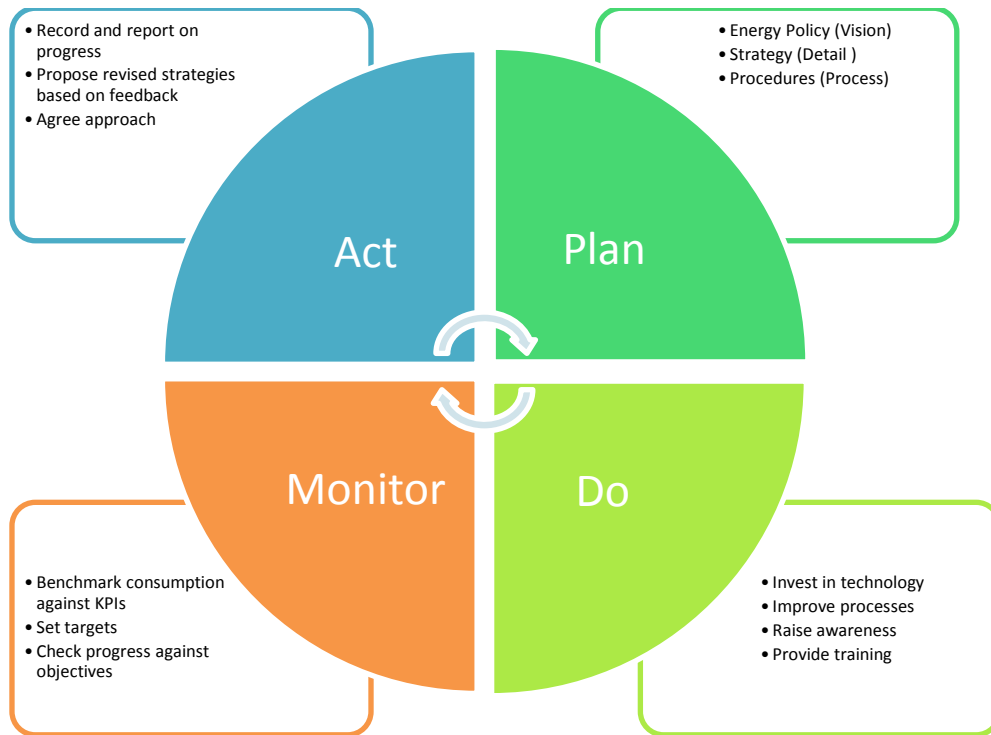 • Record and report on
progress
• Propose revised strategies
based on feedback
• Agree approach
• Energy Policy (Vision)
• Strategy (Detail )
• Procedures (Process)
Act
Plan
Monitor
Do
• Benchmark consumption
against KPIs
• Set targets
• Check progress against
objectives
• Invest in technology
• Improve processes
• Raise awareness
• Provide training